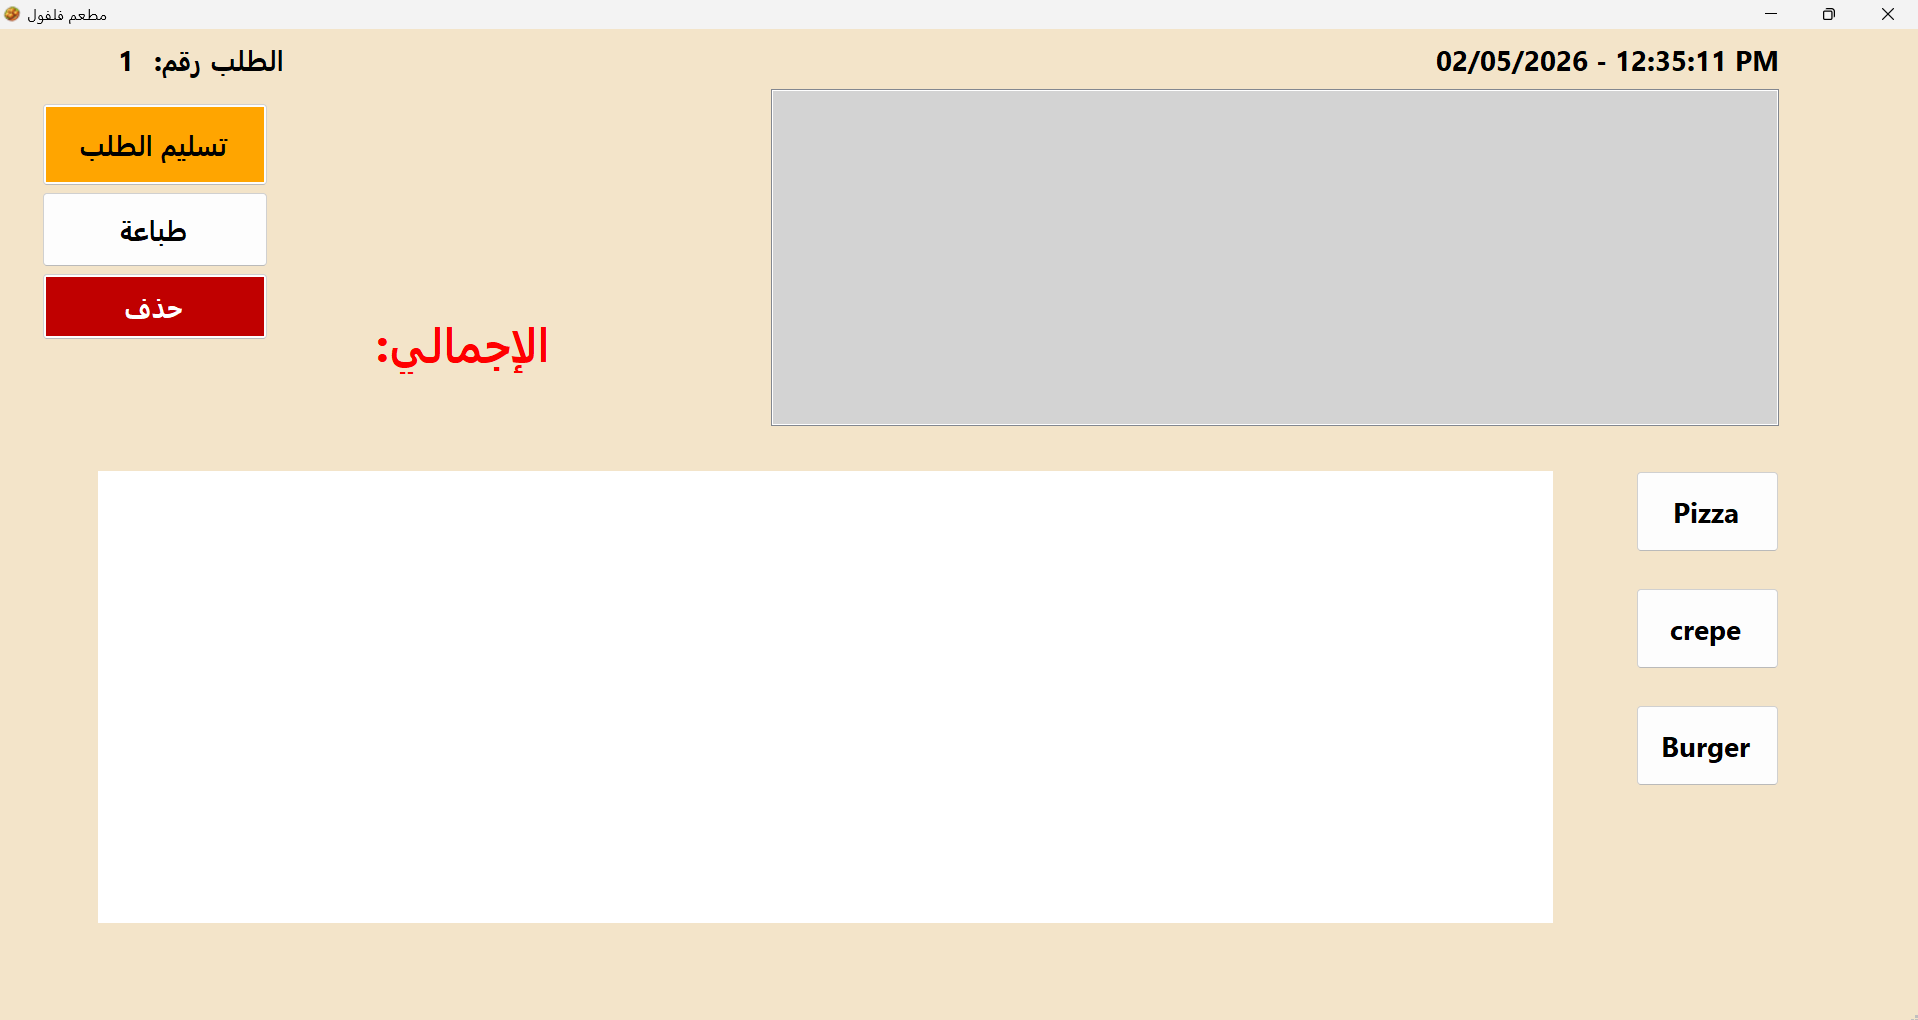 مطعم فلفول
02/05/2026 - 12:35:11 PM
الطلب رقم: 1
تسليم الطلب
طباعة
حذف
الإجمالي:
Pizza
crepe
Burger